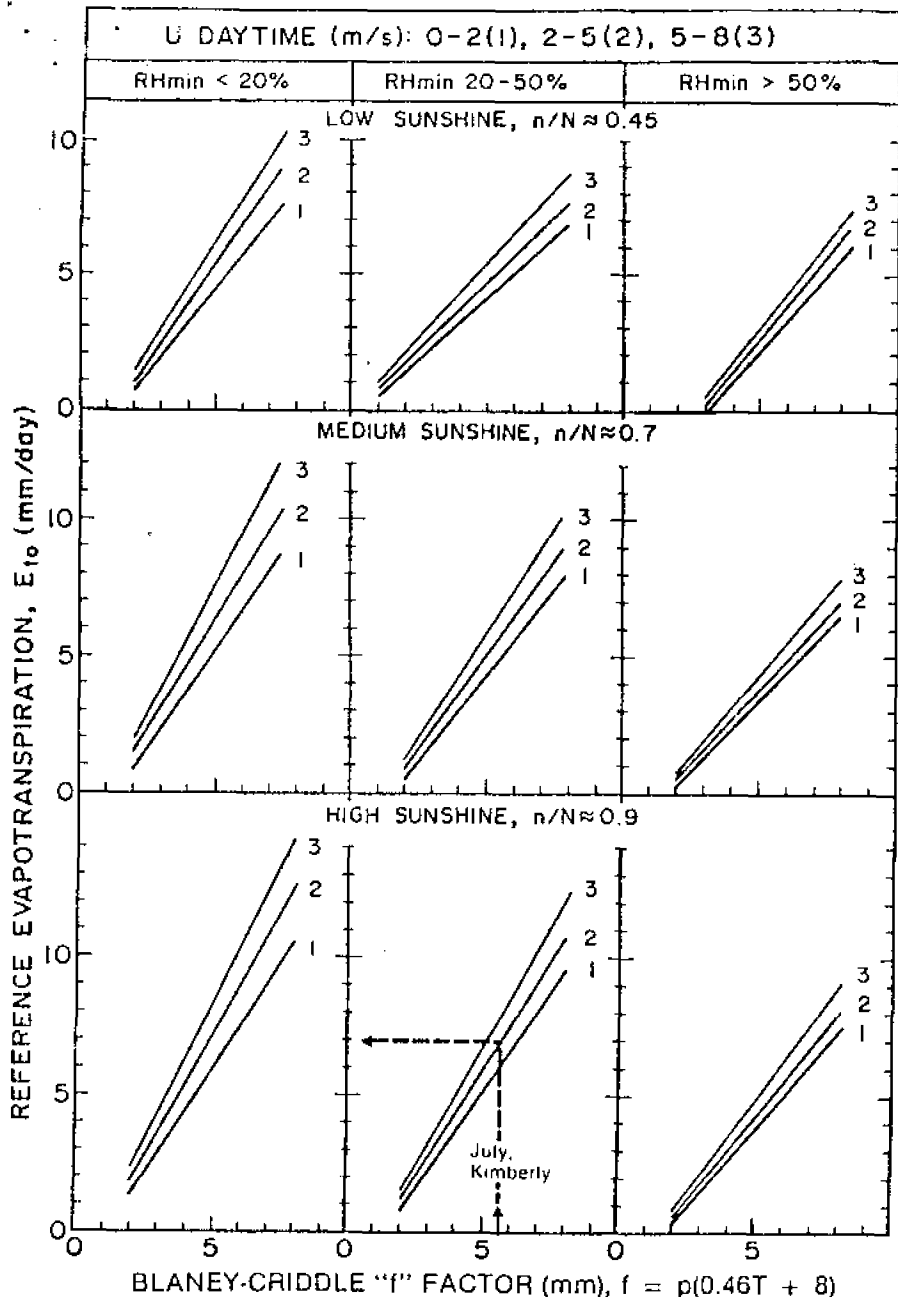 U DAYTIME (m/s): 0-2(1), 2-5(2), 5-8(3)
RHmin < 20% RHmin 20-50% RHmin > 50%
LOW SUNSHINE, n/N ≈ 0.45
10 3 2 1 3 2 1 3 2 1
5
0
MEDIUM SUNSHINE, n/N ≈ 0.7
3 2 1 3 2 1 3 2 1
10
5
0
HIGH SUNSHINE, n/N ≈ 0.9
3 2 1 3 2 1 3 2 1
10
5
July,
Kimberly
0
0 5 0 5 0 5 10
REFERENCE EVAPOTRANSPIRATION, Eto (mm/day)
BLANEY-CRIDDLE "f" FACTOR (mm), f = p(0.46T + 8)